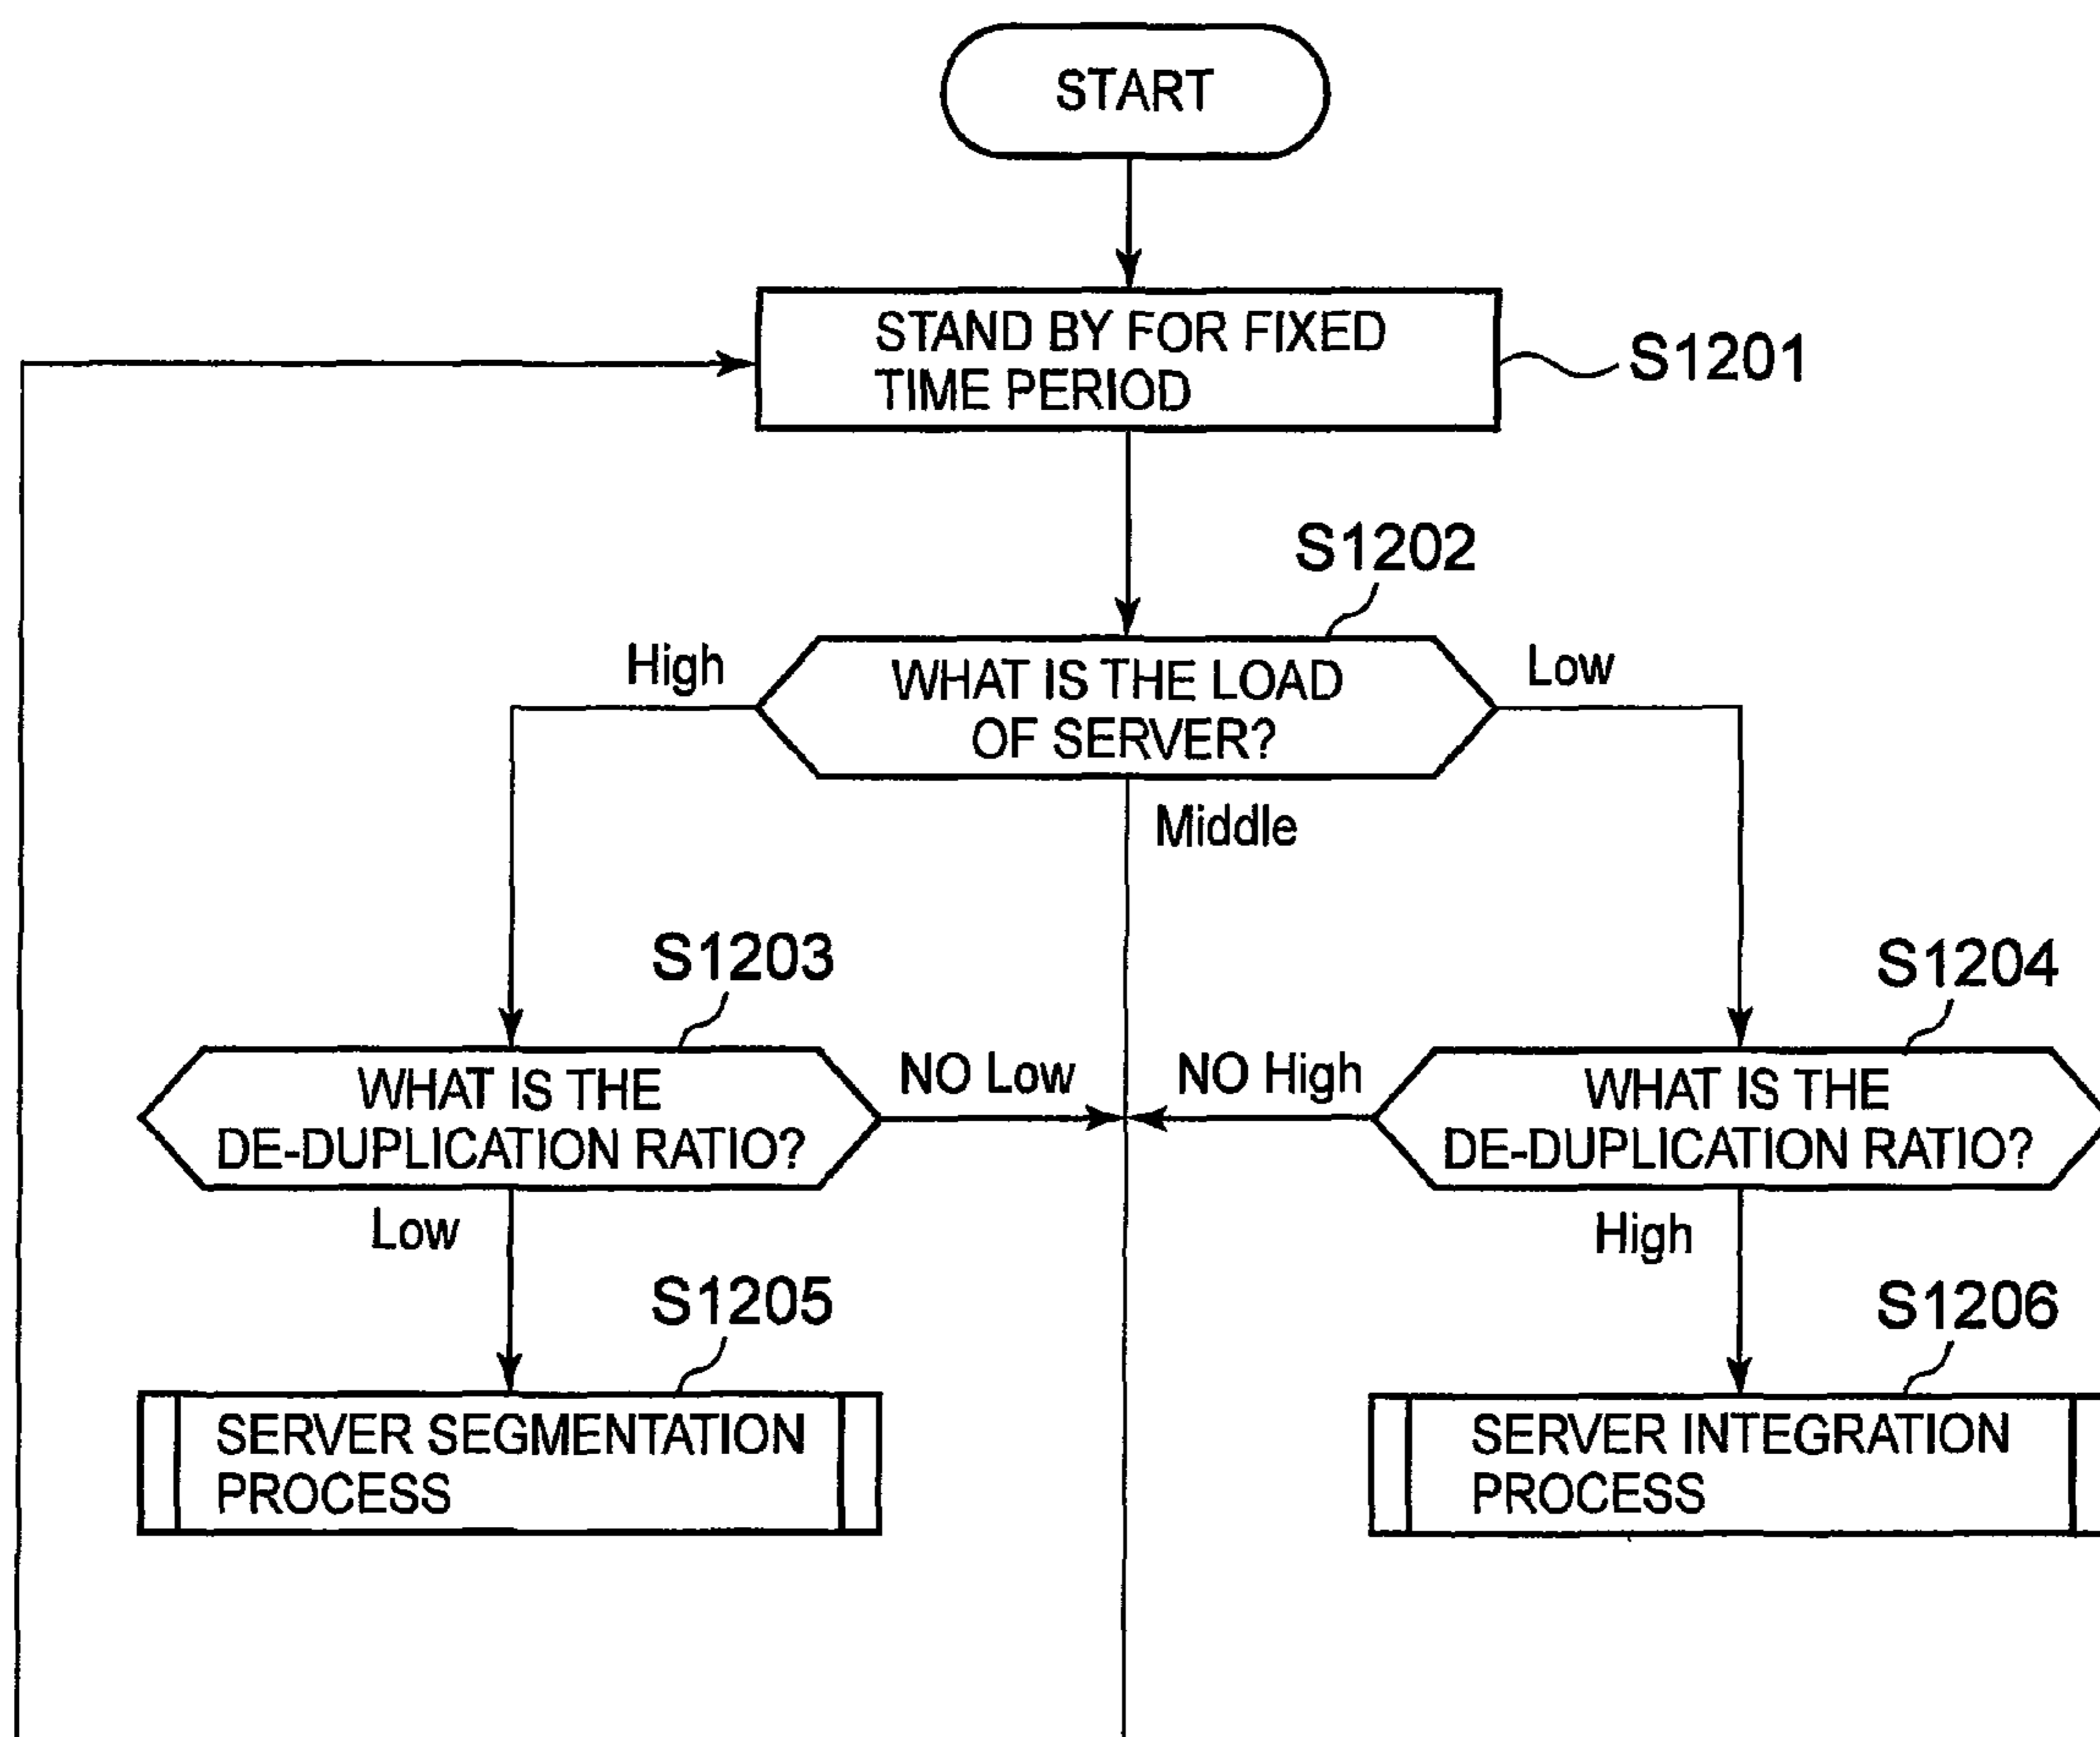 START
STAND BY FOR FIXED
TIME PERIOD
S1201
S1202
High
WHAT IS THE LOAD
OF SERVER?
Low
Middle
S1203
S1204
WHAT IS THE
DE-DUPLICATION RATIO?
NO Low
NO High
WHAT IS THE
DE-DUPLICATION RATIO?
Low
High
S1205
S1206
SERVER SEGMENTATION
PROCESS
SERVER INTEGRATION
PROCESS